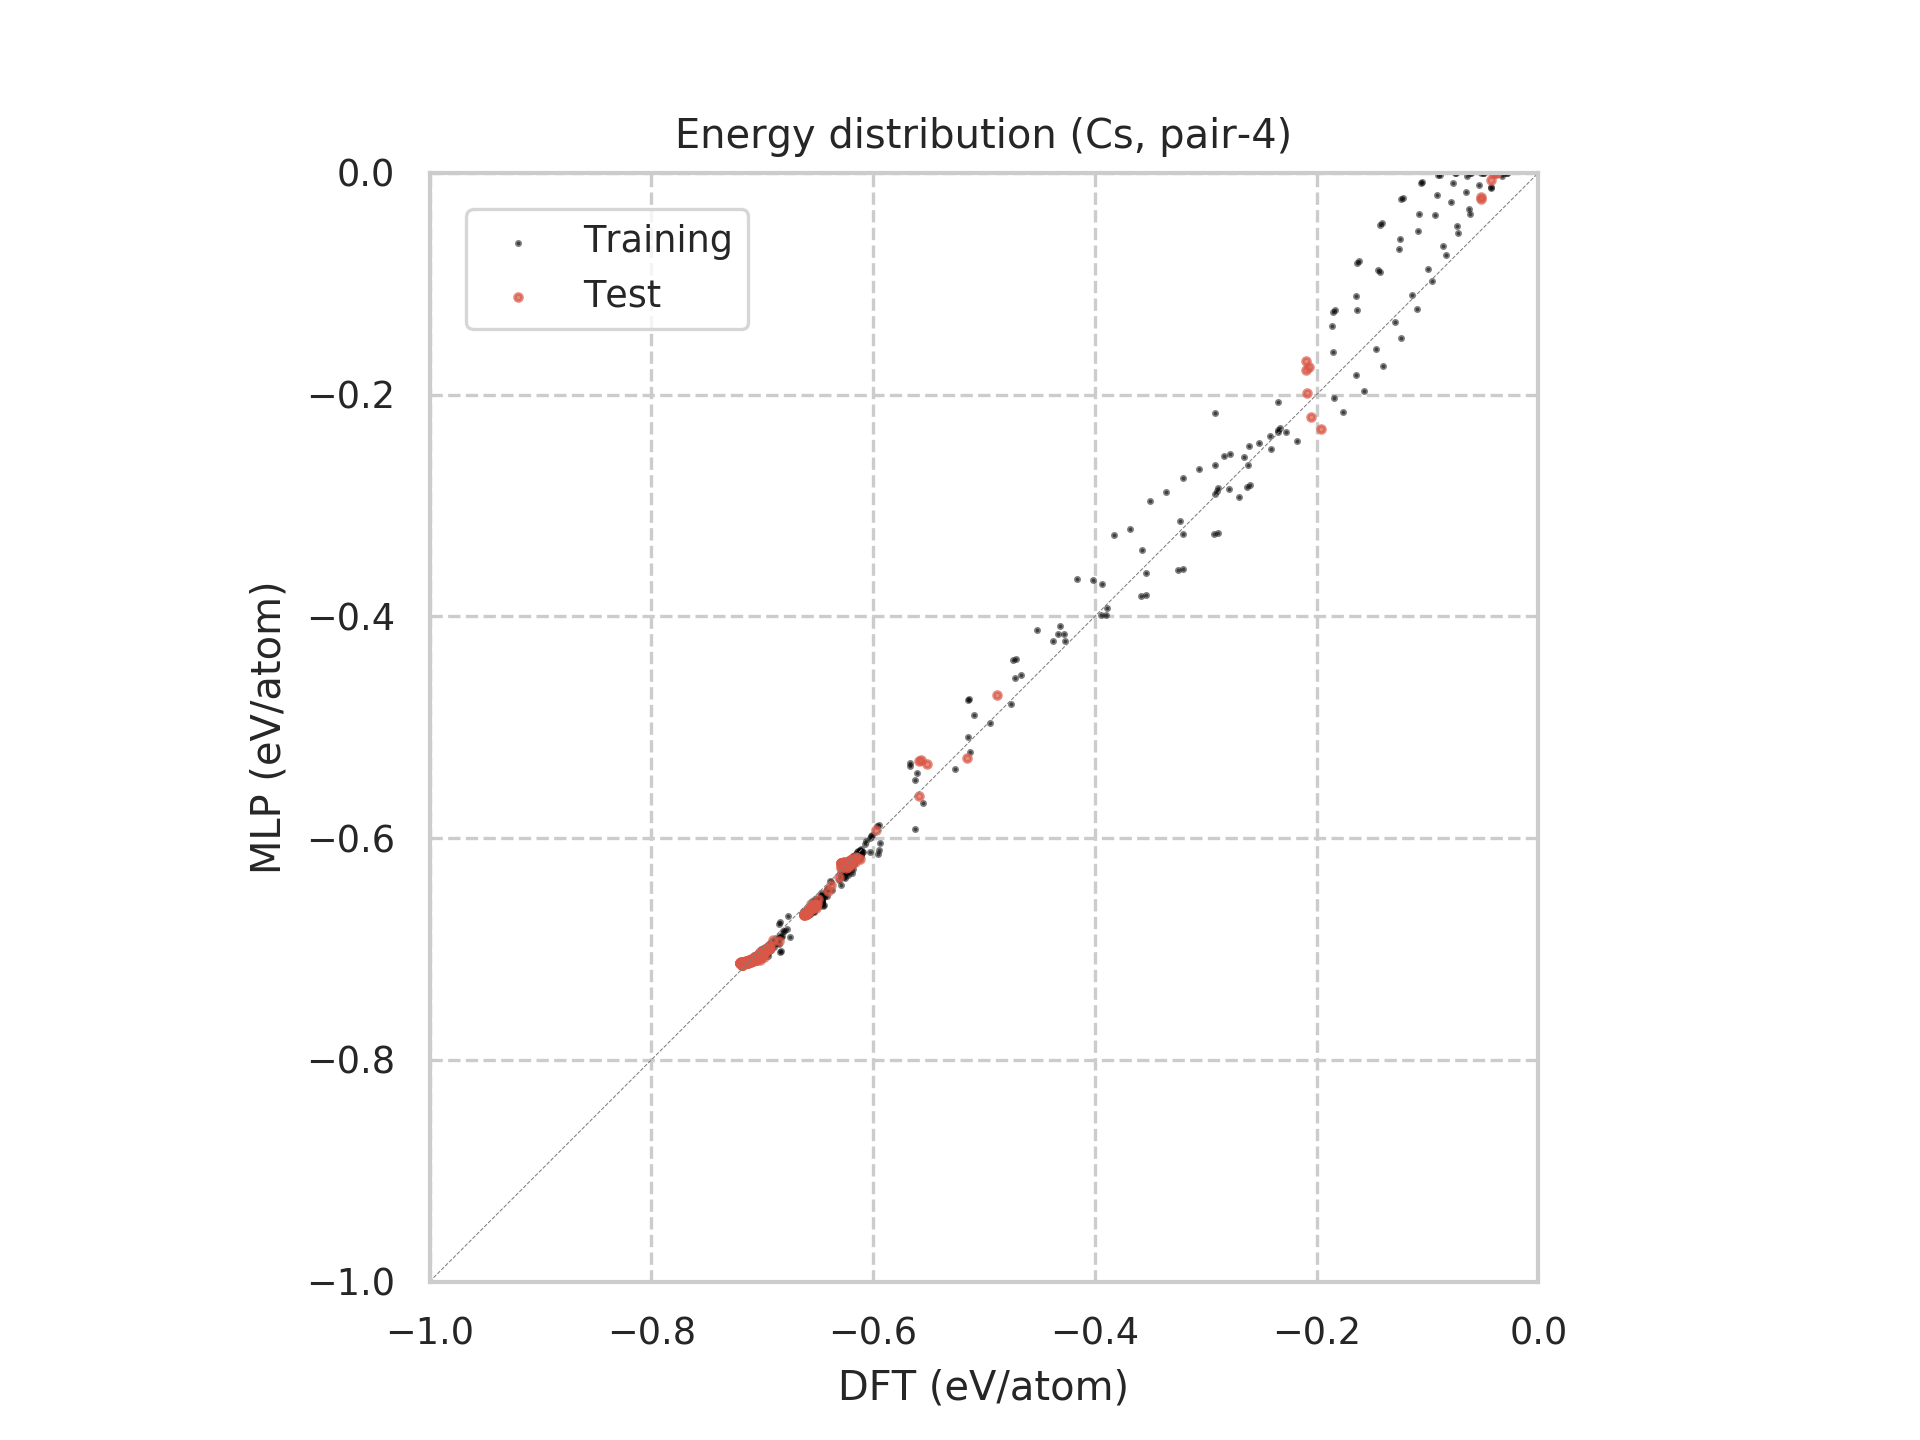 Energy distribution (Cs, pair-4)
Training
Test
0.0
−0.2
−0.4
−0.6
−0.8
−1.0
MLP (eV/atom)
−1.0 −0.8 −0.6 −0.4 −0.2 0.0
DFT (eV/atom)